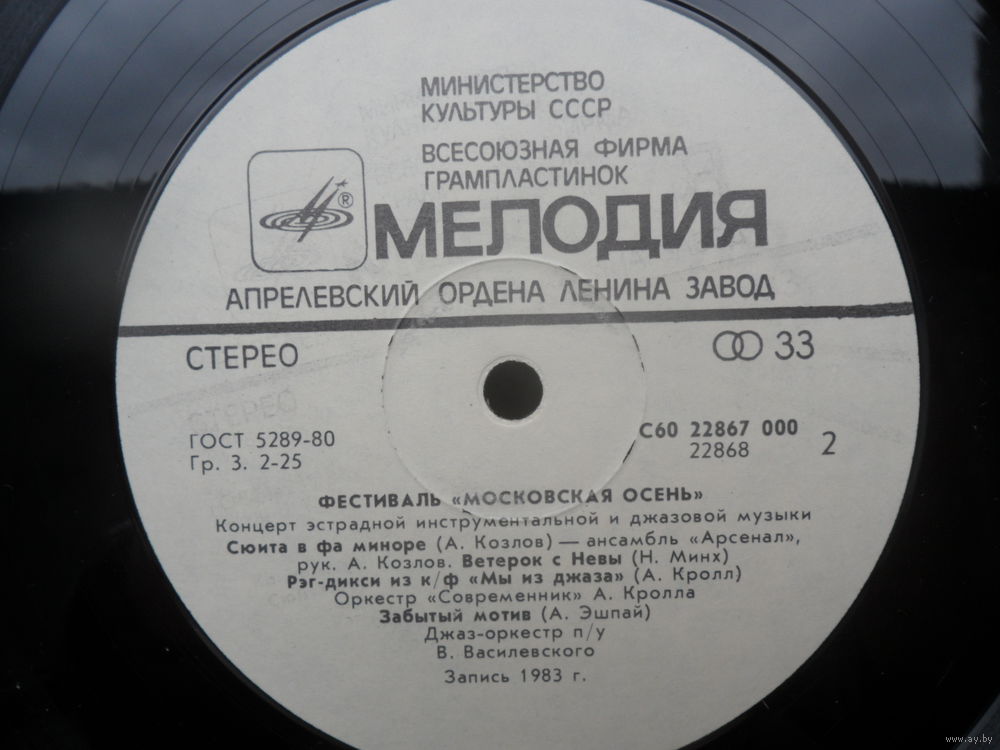 МИНИСТЕРСТВО
КУЛЬТУРЫ СССР
ВСЕСОЮЗНАЯ ФИРМА
ГРАМПЛАСТИНОК
®
МЕЛОДИЯ
АПРЕЛЕВСКИЙ ОРДЕНА ЛЕНИНА ЗАВОД
СТЕРЕО
33
ГОСТ 5289-80
Гр. 3. 2-25
С60 22867 000
22868
2
ФЕСТИВАЛЬ «МОСКОВСКАЯ ОСЕНЬ»
Концерт эстрадной инструментальной и джазовой музыки
Сюита в фа миноре (А. Козлов) — ансамбль «Арсенал»,
рук. А. Козлов. Ветерок с Невы (Н. Минх)
Рэг-дикси из к/ф «Мы из джаза» (А. Кролл)
Оркестр «Современник» А. Кролла
Забытый мотив (А. Эшпай)
Джаз-оркестр п/у
В. Василевского
Запись 1983 г.
www.ay.by